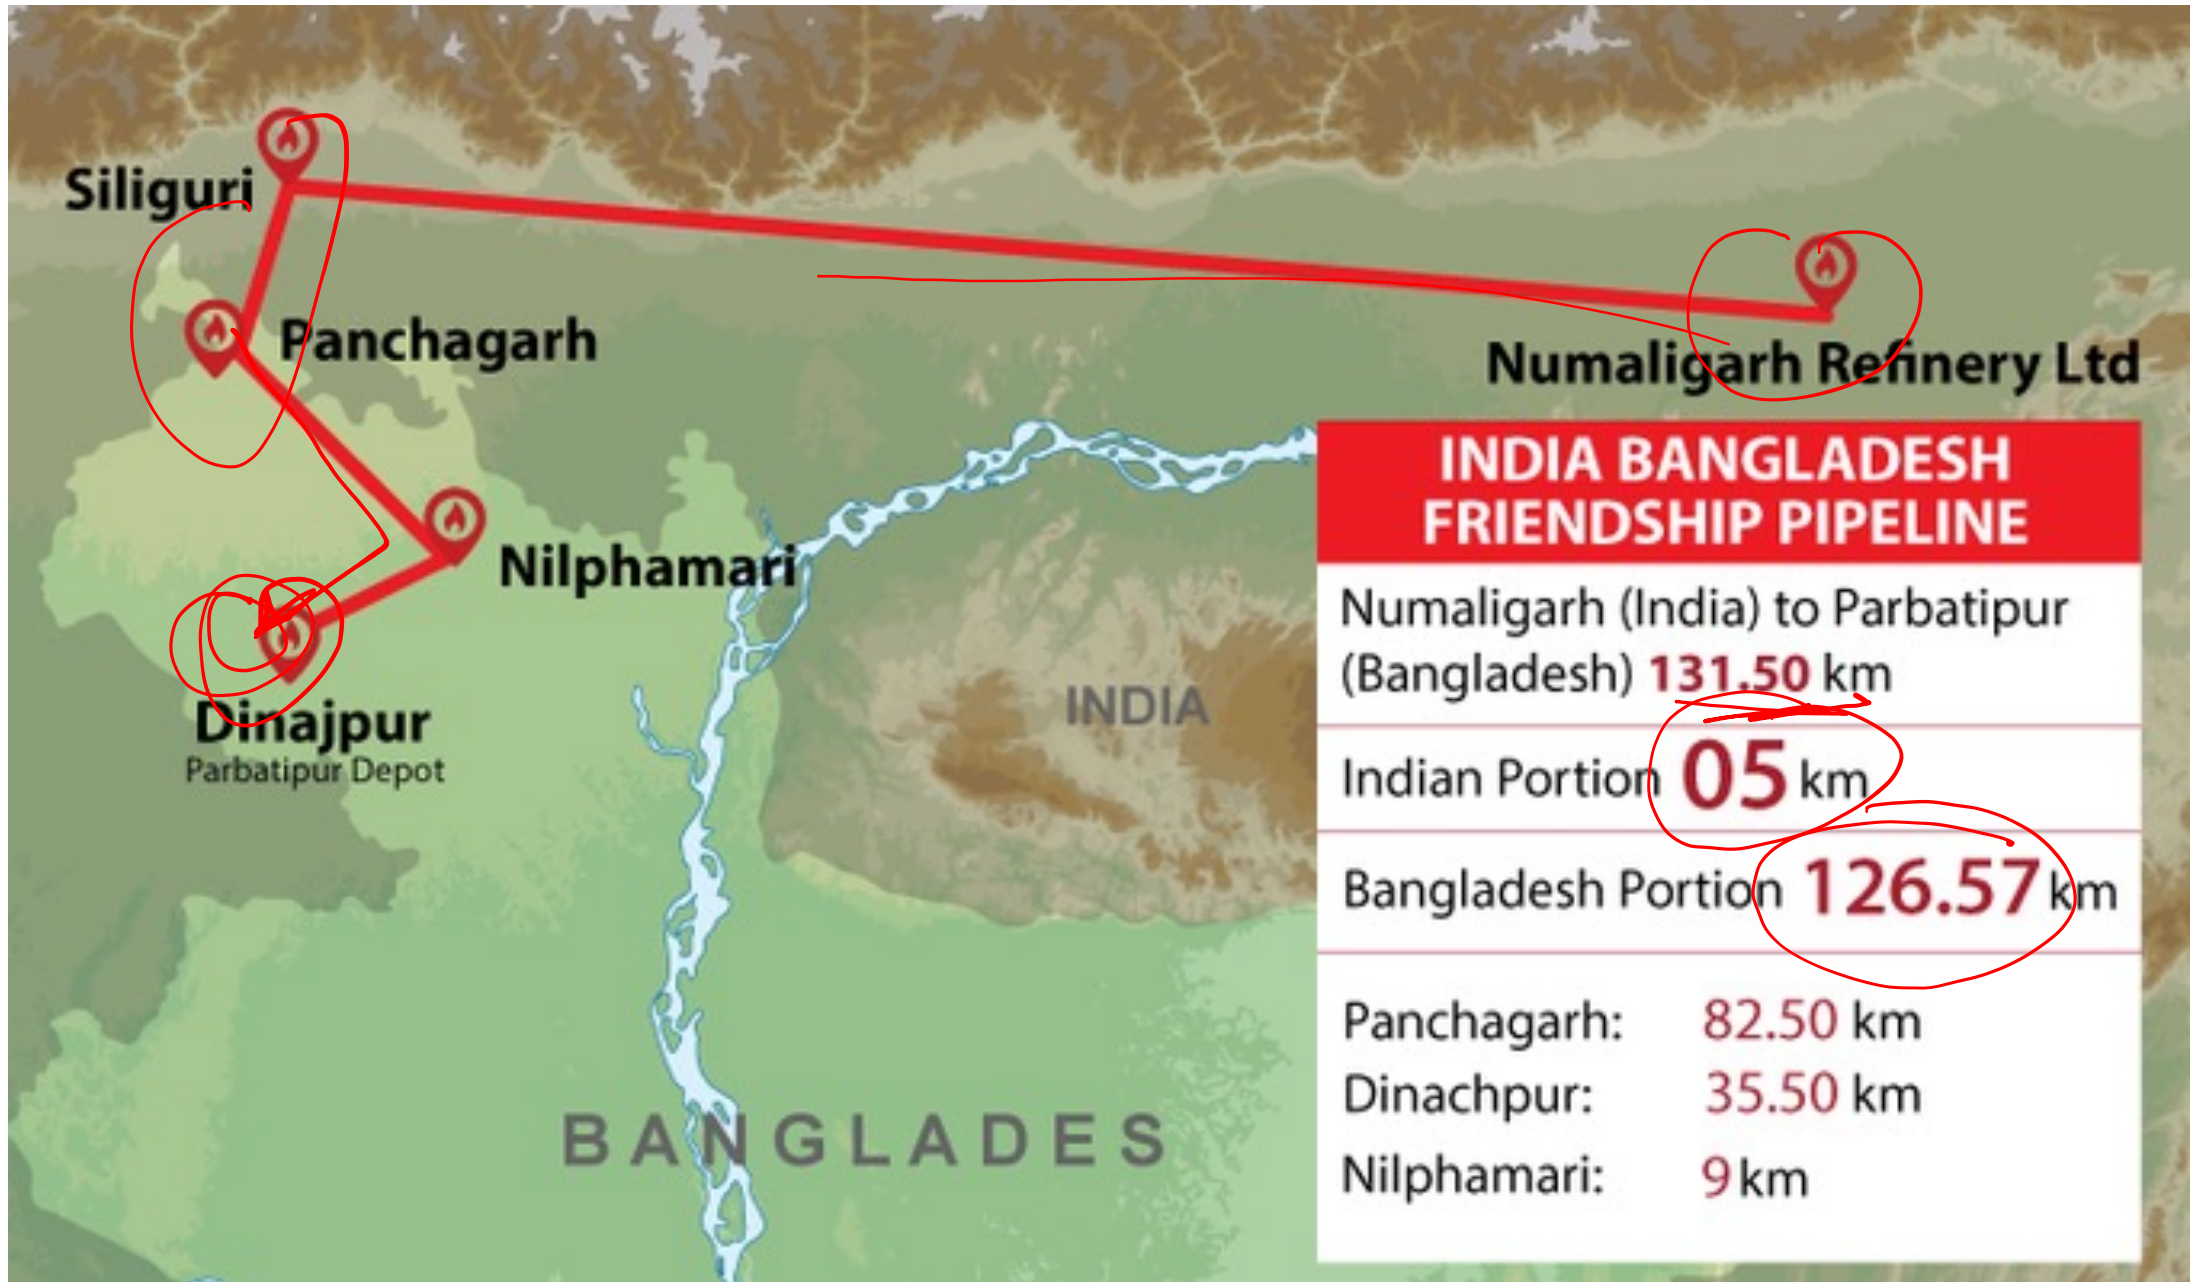 Siliguri
Panchagarh
Numaligarh Refinery Ltd
Nilphamari
Dinajpur
Parbatipur Depot
INDIA
BANGLADES
INDIA BANGLADESH
FRIENDSHIP PIPELINE
Numaligarh (India) to Parbatipur
(Bangladesh) 131.50 km
Indian Portion 05 km
Bangladesh Portion 126.57 km
Panchagarh: 82.50 km
Dinachpur: 35.50 km
Nilphamari: 9 km